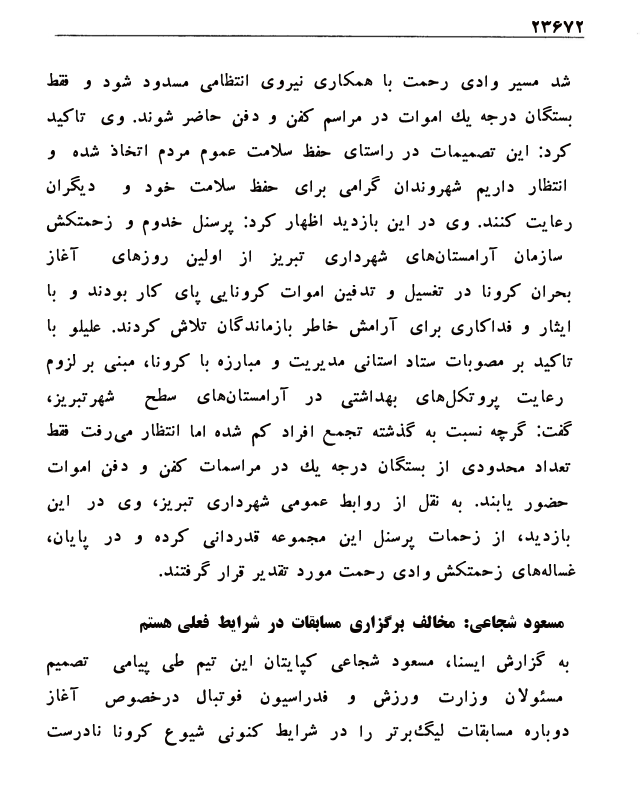 ۲۳۶۷۲
شد مسیر وادی رحمت با همکاری نیروی انتظامی مسدود شود و فقط
بستگان درجه یك اموات در مراسم کفن و دفن حاضر شوند. وی تاکید
کرد: این تصمیمات در راستای حفظ سلامت عموم مردم اتخاذ شده و
انتظار داریم شهروندان گرامی برای حفظ سلامت خود و دیگران
رعایت کنند. وی در این بازدید اظهار کرد: پرسنل خدوم و زحمتکش
سازمان آرامستان‌های شهرداری تبریز از اولین روزهای آغاز
بحران کرونا در تغسیل و تدفین اموات کرونایی پای کار بودند و با
ایثار و فداکاری برای آرامش خاطر بازماندگان تلاش کردند. علیلو با
تاکید بر مصوبات ستاد استانی مدیریت و مبارزه با کرونا، مبنی بر لزوم
رعایت پروتکل‌های بهداشتی در آرامستان‌های سطح شهرتبریز،
گفت: گرچه نسبت به گذشته تجمع افراد کم شده اما انتظار می‌رفت فقط
تعداد محدودی از بستگان درجه یك در مراسمات کفن و دفن اموات
حضور یابند. به نقل از روابط عمومی شهرداری تبریز، وی در این
بازدید، از زحمات پرسنل این مجموعه قدردانی کرده و در پایان،
غساله‌های زحمتکش وادی رحمت مورد تقدیر قرار گرفتند.
مسعود شجاعی: مخالف برگزاری مسابقات در شرایط فعلی هستم
به گزارش ایسنا، مسعود شجاعی کپایتان این تیم طی پیامی تصمیم
مسئولان وزارت ورزش و فدراسیون فوتبال درخصوص آغاز
دوباره مسابقات لیگ‌برتر را در شرایط کنونی شیوع کرونا نادرست